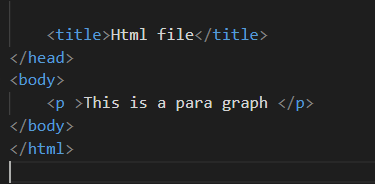 <title>Html file</title>
</head>
<body>
<p >This is a para graph </p>
</body>
</html>